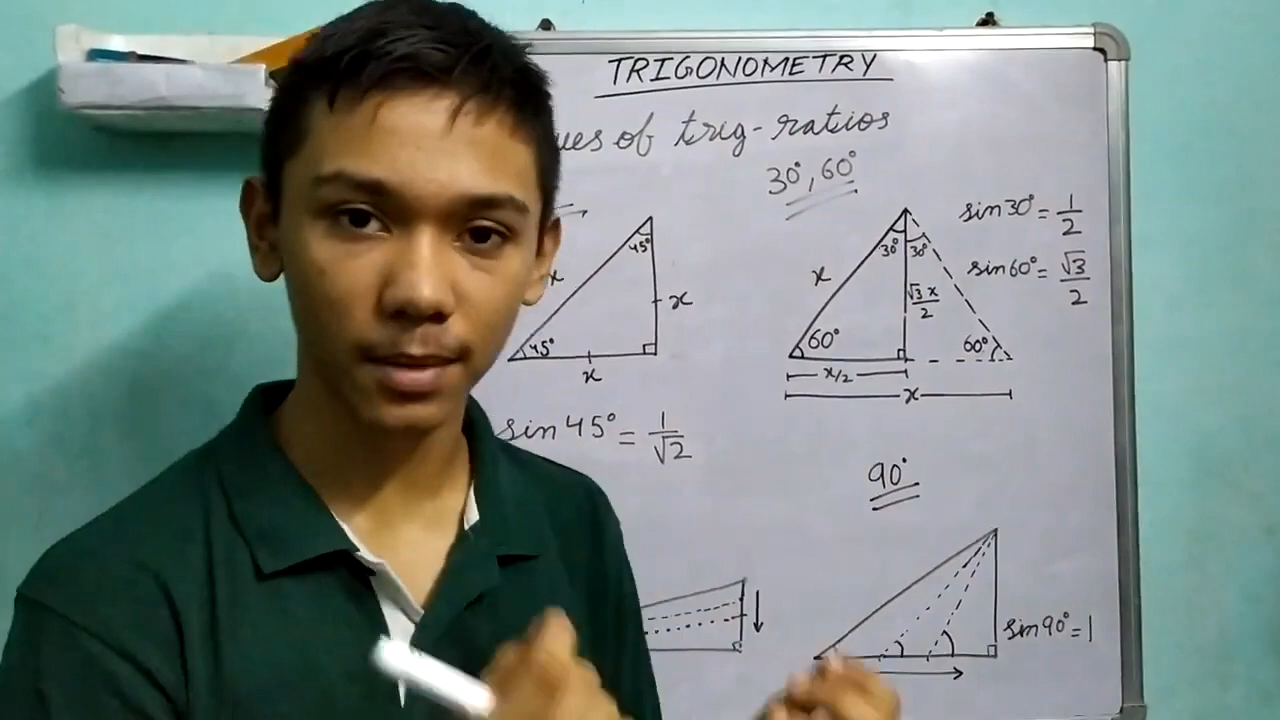 TRIGONOMETRY
ues of trig-ratios
30°, 60°
45°
x
x
45°
x
sin 45° = 1/√2
sin 30° = 1/2
sin 60° = √3/2
30° 30°
x
√3 x/2
60°
60°
x/2
x
90°
sin 90° = 1